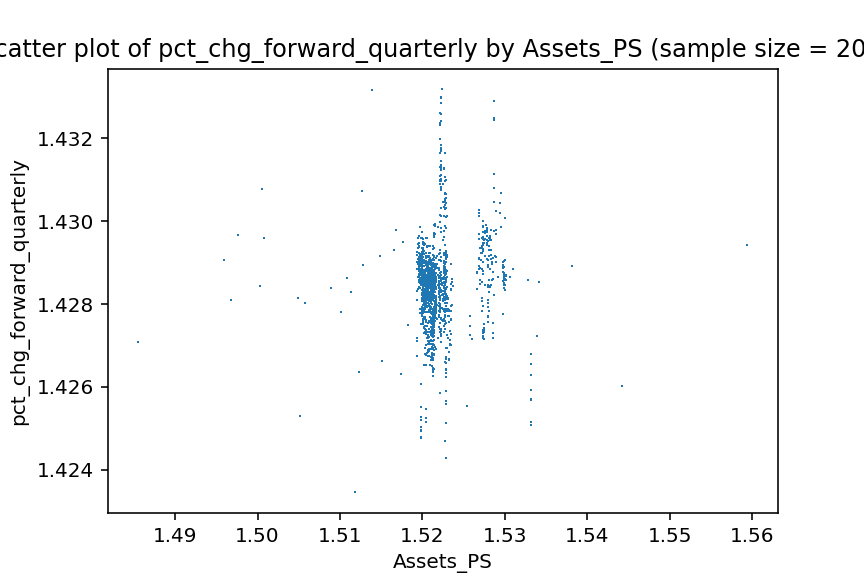 catter plot of pct_chg_forward_quarterly by Assets_PS (sample size = 20
1.432
1.430
1.428
1.426
1.424
pct_chg_forward_quarterly
1.49 1.50 1.51 1.52 1.53 1.54 1.55 1.56
Assets_PS